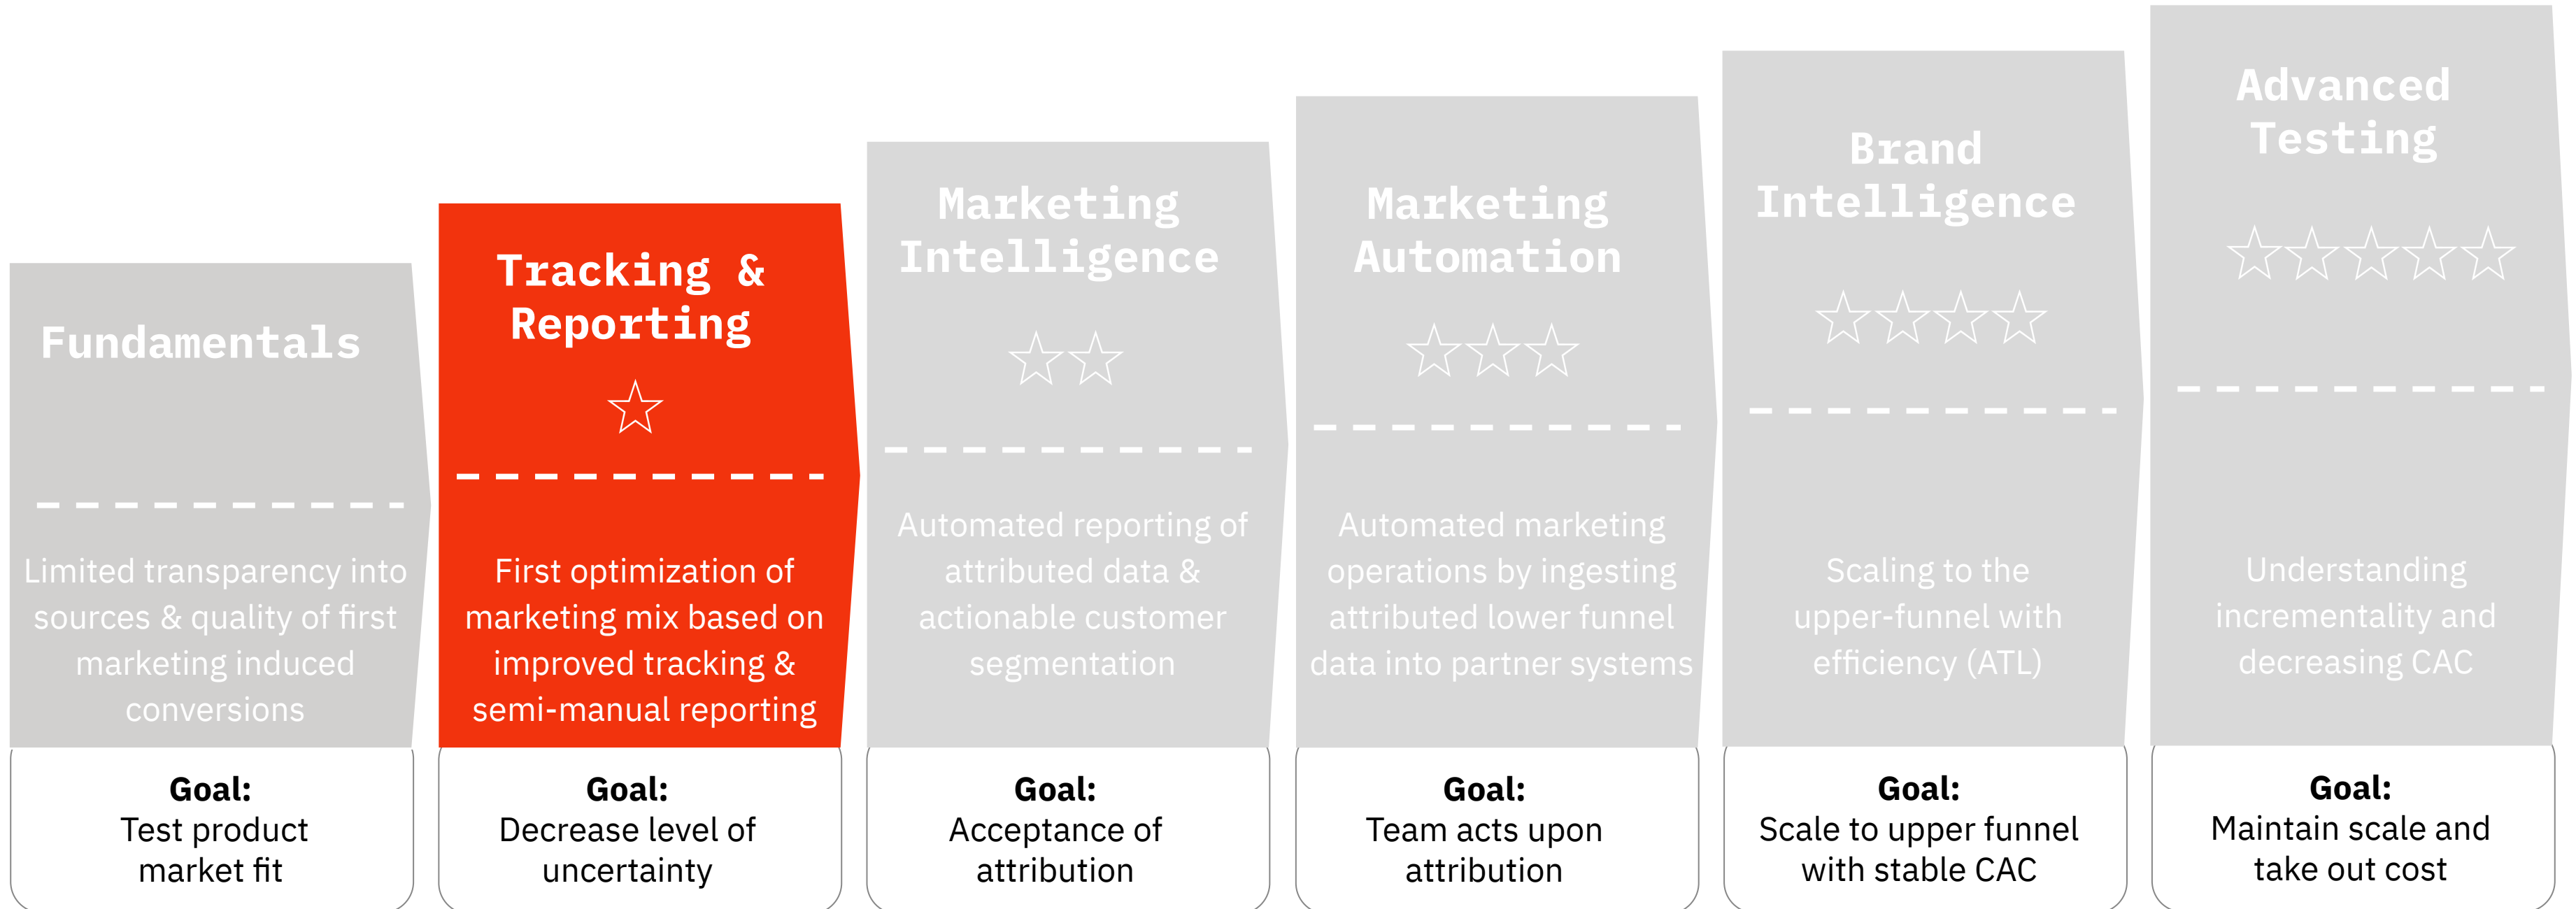 Fundamentals
Limited transparency into
sources & quality of first
marketing induced
conversions
Goal:
Test product
market fit
Tracking &
Reporting
First optimization of
marketing mix based on
improved tracking &
semi-manual reporting
Goal:
Decrease level of
uncertainty
Marketing
Intelligence
Automated reporting of
attributed data &
actionable customer
segmentation
Goal:
Acceptance of
attribution
Marketing
Automation
Automated marketing
operations by ingesting
attributed lower funnel
data into partner systems
Goal:
Team acts upon
attribution
Brand
Intelligence
Scaling to the
upper-funnel with
efficiency (ATL)
Goal:
Scale to upper funnel
with stable CAC
Advanced
Testing
Understanding
incrementality and
decreasing CAC
Goal:
Maintain scale and
take out cost